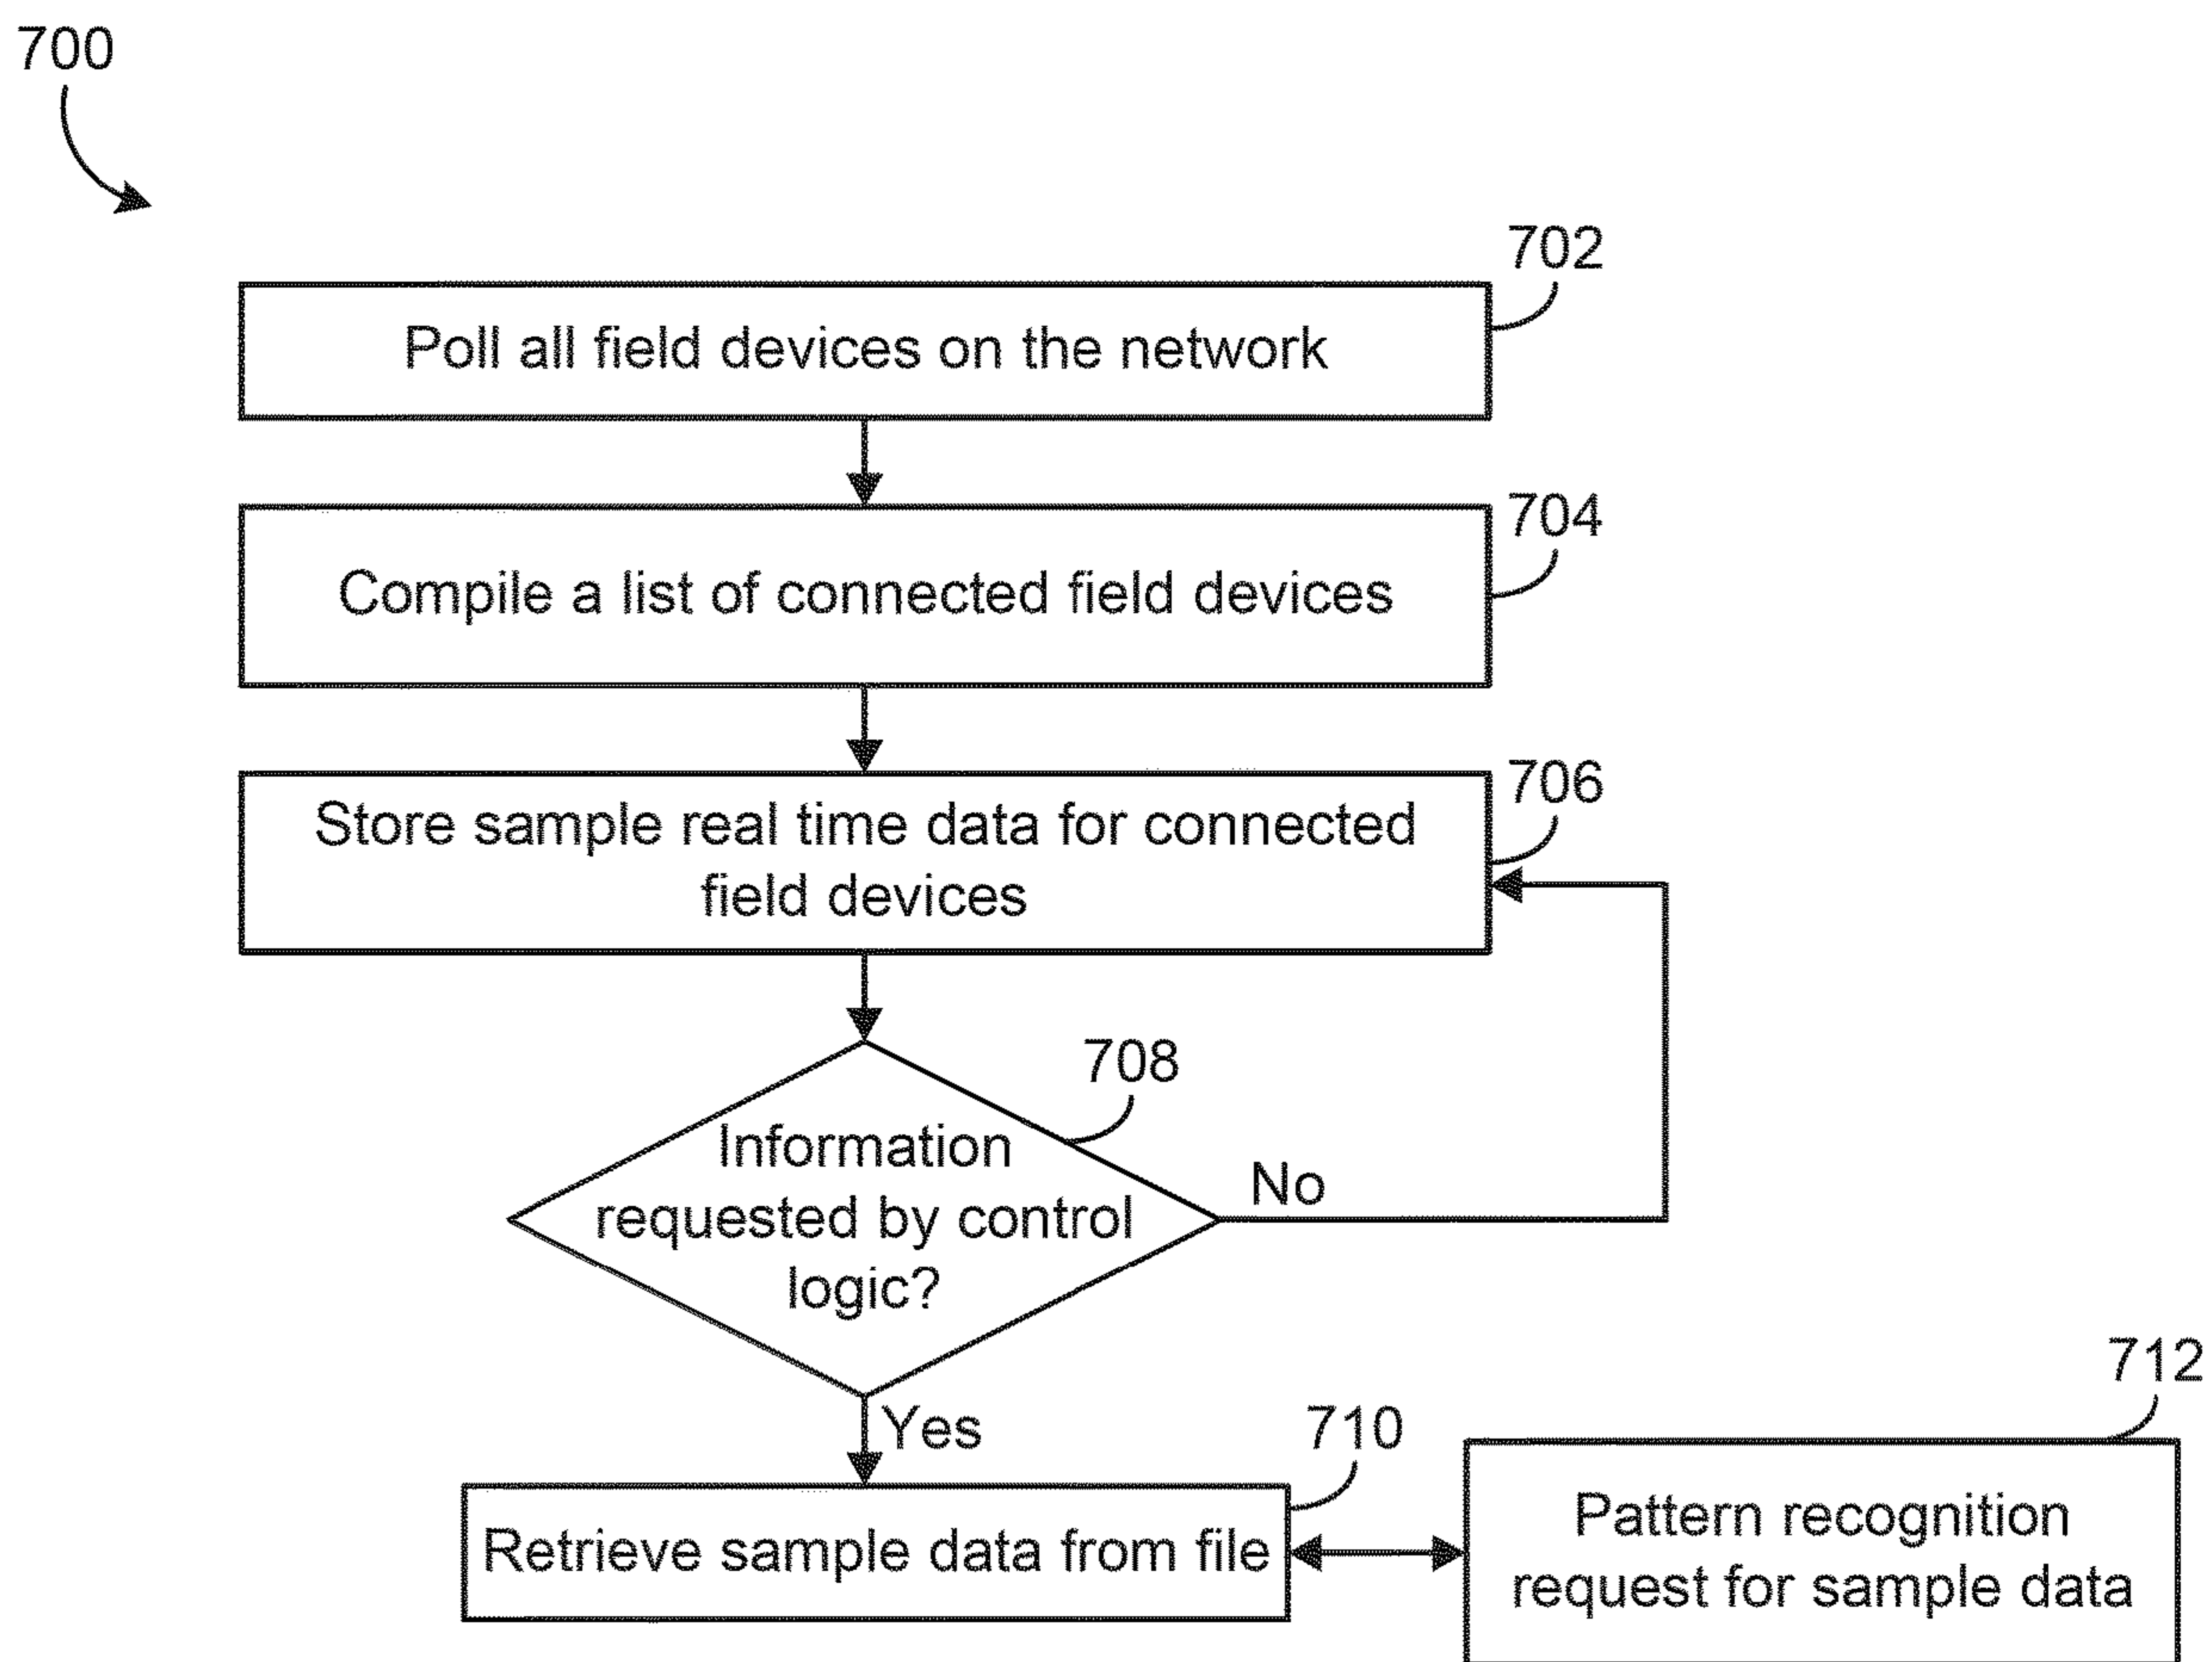 700
702
Poll all field devices on the network
704
Compile a list of connected field devices
706
Store sample real time data for connected
field devices
708
Information
requested by control
logic?
No
Yes
710
Retrieve sample data from file
712
Pattern recognition
request for sample data